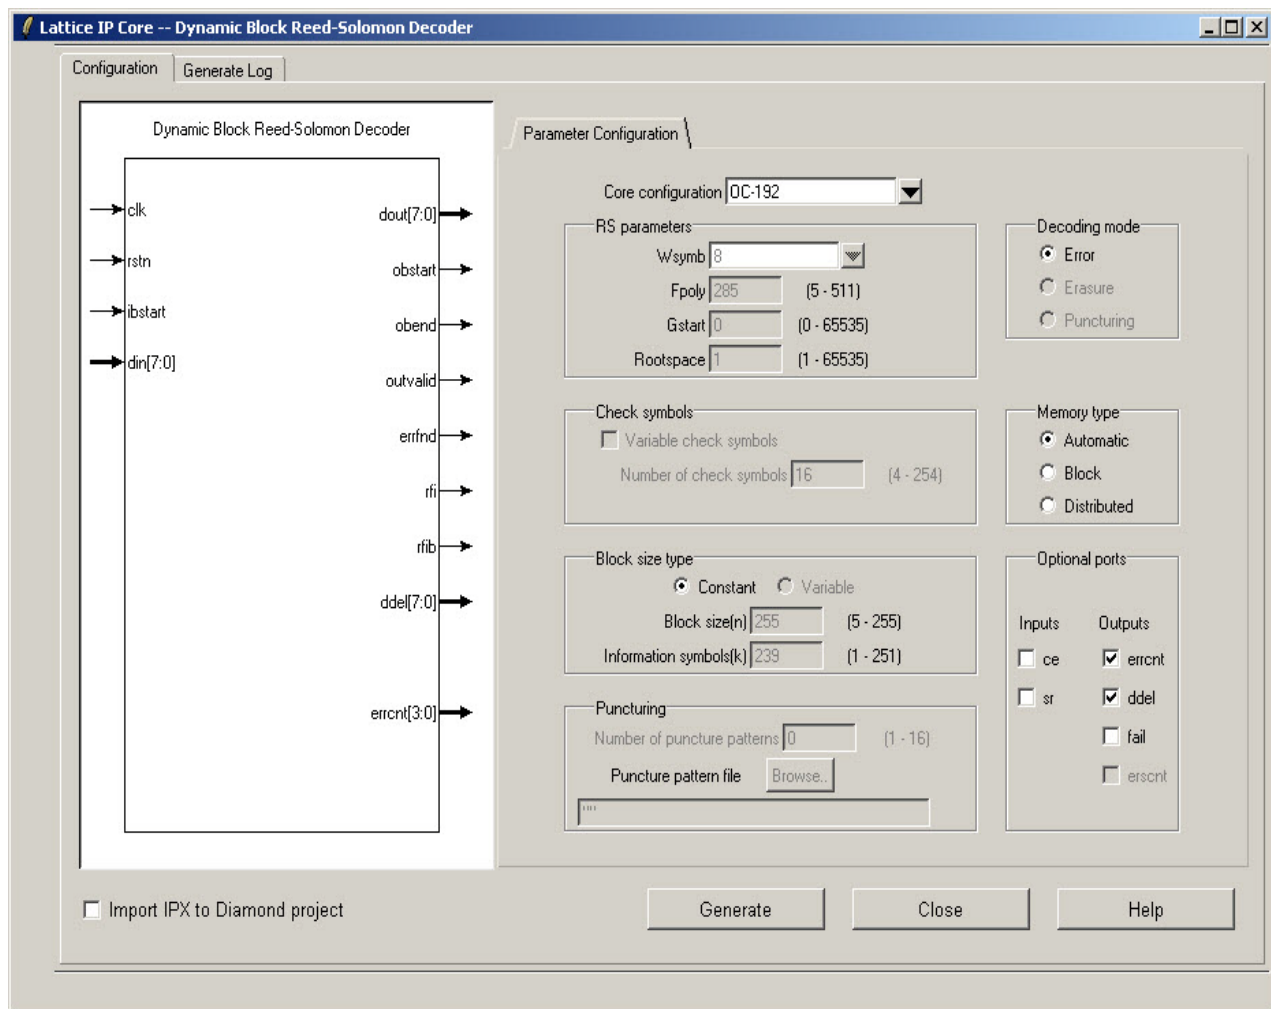 Lattice IP Core -- Dynamic Block Reed-Solomon Decoder
Configuration
Generate Log
Dynamic Block Reed-Solomon Decoder
clk
rstn
ibstart
din[7:0]
dout[7:0]
obstart
obend
outvalid
errfnd
rfi
rfib
ddel[7:0]
errcnt[3:0]
Parameter Configuration
Core configuration OC-192
RS parameters
Wsymb 8
Fpoly 285 (5 - 511)
Gstart 0 (0 - 65535)
Rootspace 1 (1 - 65535)
Decoding mode
Error
Erasure
Puncturing
Check symbols
Variable check symbols
Number of check symbols 16 (4 - 254)
Memory type
Automatic
Block
Distributed
Block size type
Constant Variable
Block size(n) 255 (5 - 255)
Information symbols(k) 239 (1 - 251)
Optional ports
Inputs Outputs
ce errcnt
sr ddel
fail
erscnt
Puncturing
Number of puncture patterns 0 (1 - 16)
Puncture pattern file Browse..
""
Import IPX to Diamond project
Generate
Close
Help